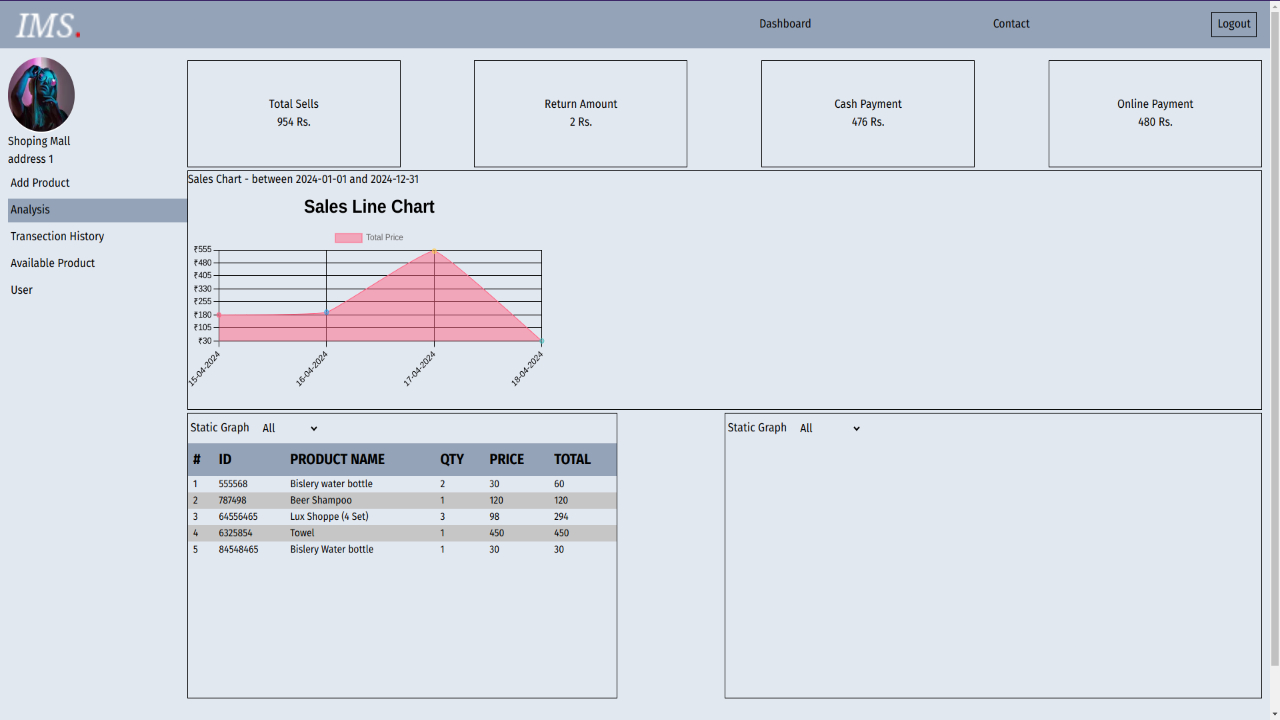 IMS.
Dashboard
Contact
Logout
Shoping Mall
address 1
Add Product
Analysis
Transection History
Available Product
User
Total Sells
954 Rs.
Return Amount
2 Rs.
Cash Payment
476 Rs.
Online Payment
480 Rs.
Sales Chart - between 2024-01-01 and 2024-12-31
Sales Line Chart
Total Price
₹555
₹480
₹405
₹330
₹255
₹180
₹105
₹30
15-04-2024
16-04-2024
17-04-2024
18-04-2024
Static Graph All
# ID PRODUCT NAME QTY PRICE TOTAL
1 555568 Bislery water bottle 2 30 60
2 787498 Beer Shampoo 1 120 120
3 64556465 Lux Shoppe (4 Set) 3 98 294
4 6325854 Towel 1 450 450
5 84548465 Bislery Water bottle 1 30 30
Static Graph All